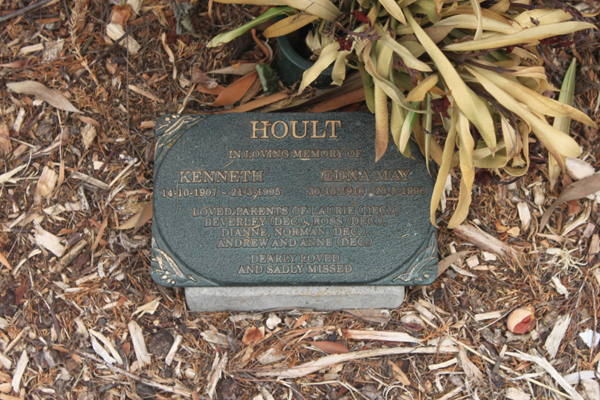 HOULT
IN LOVING MEMORY OF
KENNETH EDNA MAY
14-10-1907 - 21-3-1995
LOVED PARENTS OF LAURIE (DEC),
BEVERLEY (DEC), ROSS (DEC),
DIANNE, NORMAN (DEC),
ANDREW AND ANNE (DEC)
DEARLY LOVED
AND SADLY MISSED